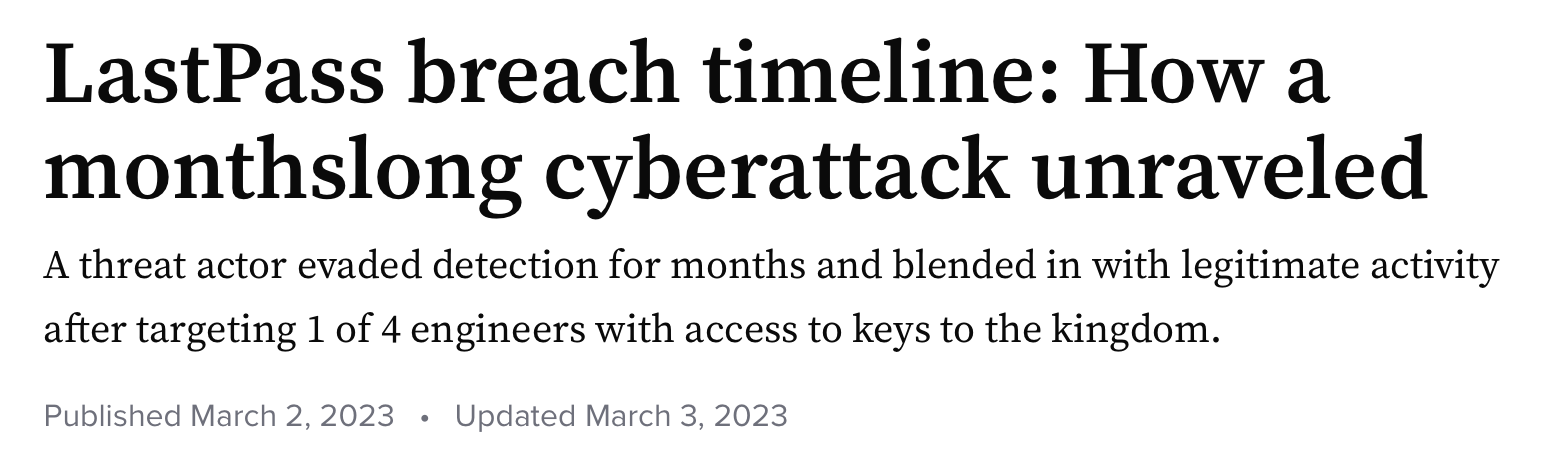 LastPass breach timeline: How a
monthslong cyberattack unraveled
A threat actor evaded detection for months and blended in with legitimate activity
after targeting 1 of 4 engineers with access to keys to the kingdom.
Published March 2, 2023 • Updated March 3, 2023